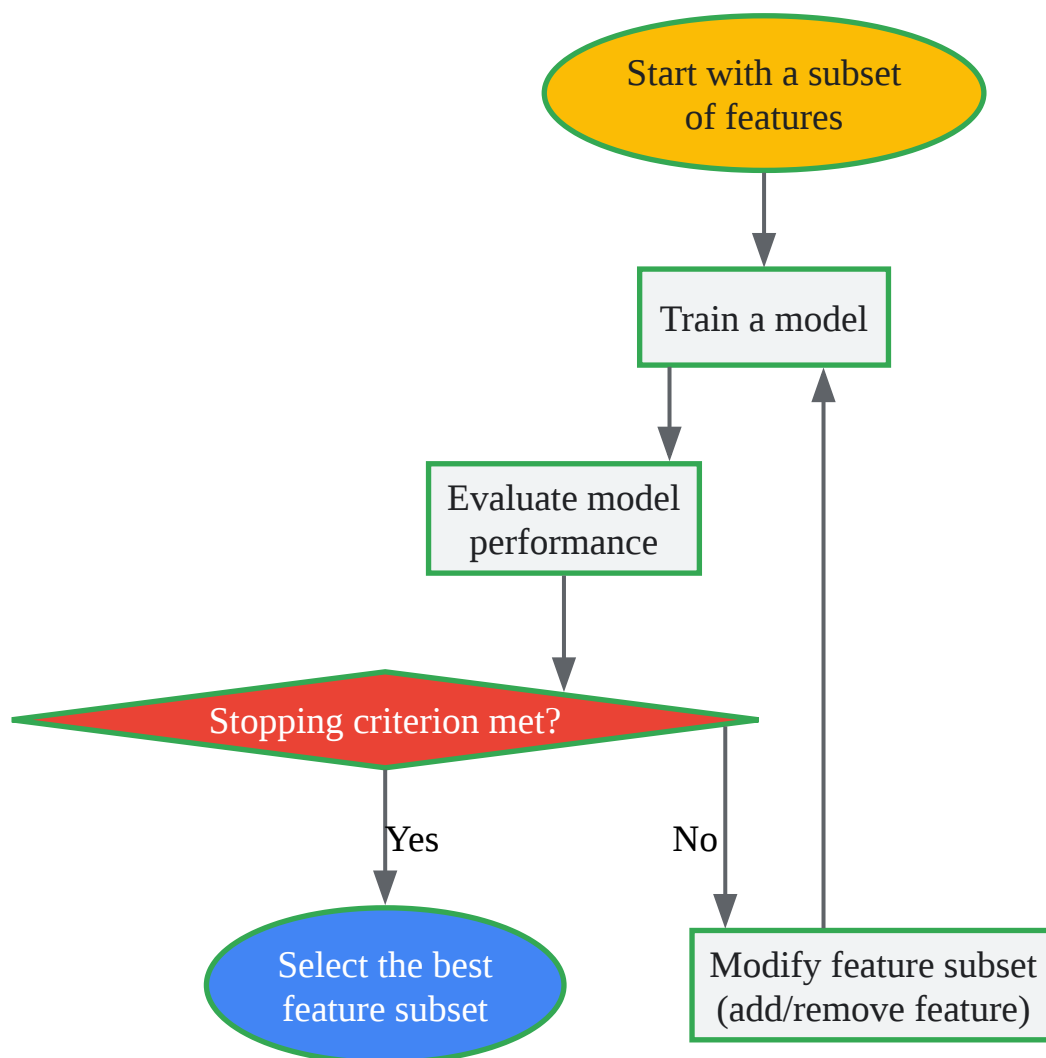 Start with a subset
of features
Train a model
Evaluate model
performance
Stopping criterion met?
Yes
No
Select the best
feature subset
Modify feature subset
(add/remove feature)